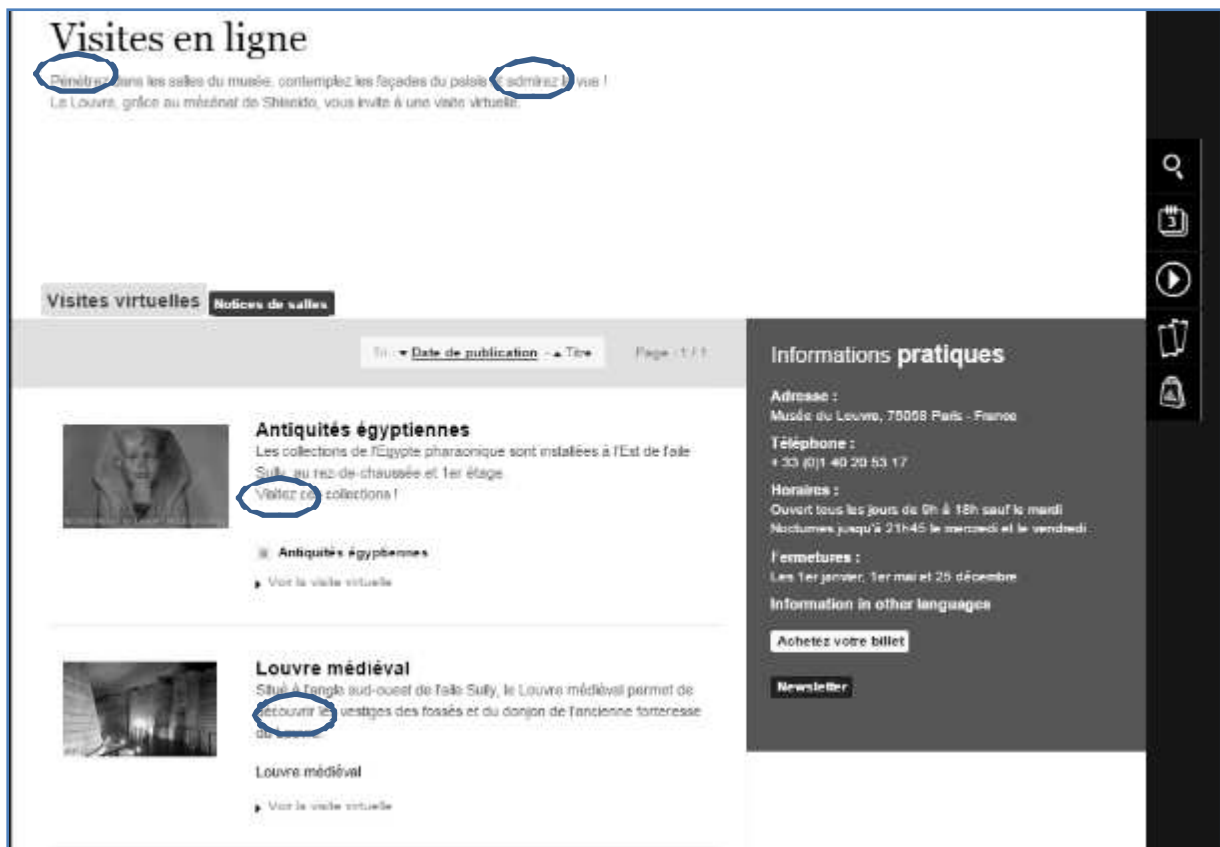 Visites en ligne
Pénétrez dans les salles du musée, contemplez les façades du palais et admirez la vue !
Le Louvre, grâce au mécénat de Shiseido, vous invite à une visite virtuelle.
3
Visites virtuelles Notices de salles
Tri : ▼ Date de publication - ▲ Titre Page : 1 / 1
Antiquités égyptiennes
Les collections de l'Egypte pharaonique sont installées à l'Est de l'aile
Sully, au rez-de-chaussée et 1er étage.
Visitez ces collections !
Antiquités égyptiennes
Voir la visite virtuelle
Louvre médiéval
Situé à l'angle sud-ouest de l'aile Sully, le Louvre médiéval permet de
découvrir les vestiges des fossés et du donjon de l'ancienne forteresse
du Louvre.
Louvre médiéval
Voir la visite virtuelle
Informations pratiques
Adresse :
Musée du Louvre, 75058 Paris - France
Téléphone :
+ 33 (0)1 40 20 53 17
Horaires :
Ouvert tous les jours de 9h à 18h sauf le mardi
Nocturnes jusqu'à 21h45 le mercredi et le vendredi
Fermetures :
Les 1er janvier, 1er mai et 25 décembre
Information in other languages
Achetez votre billet
Newsletter